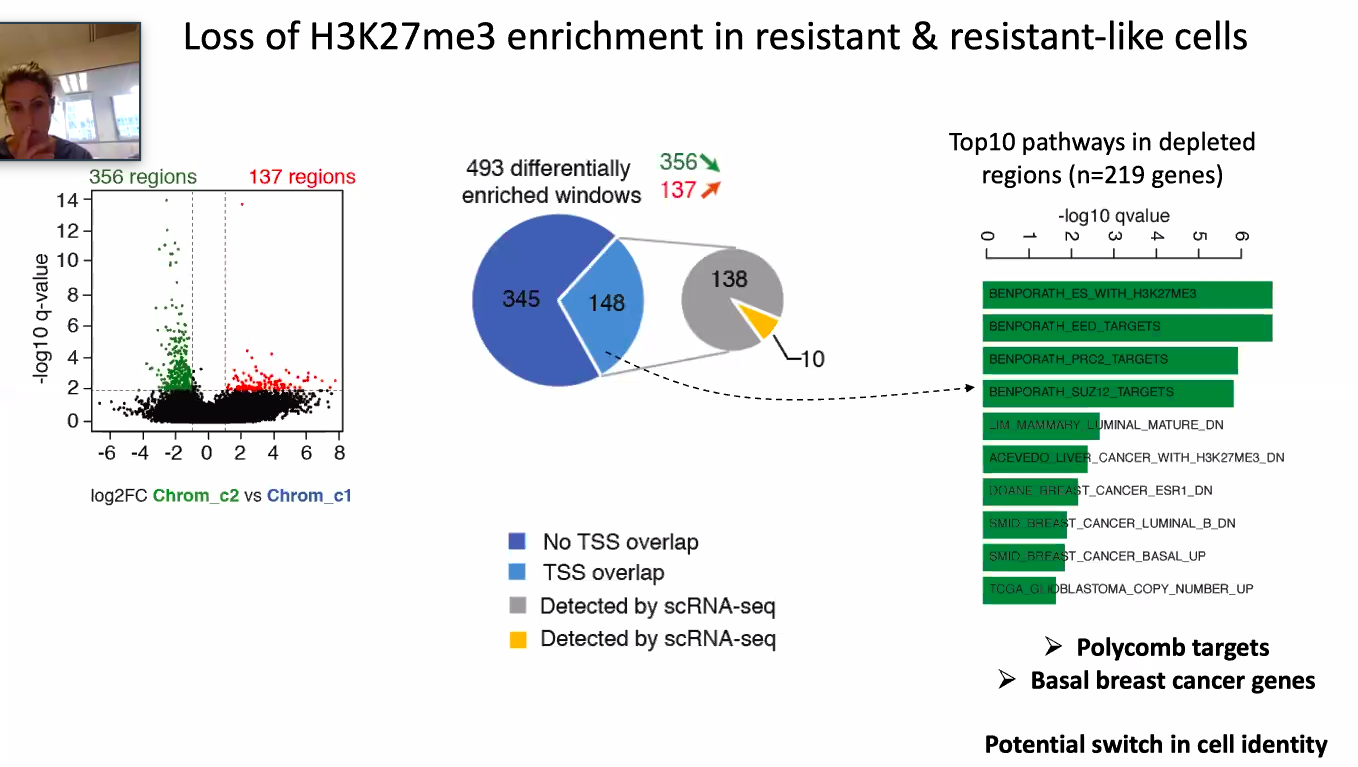 Loss of H3K27me3 enrichment in resistant & resistant-like cells
356 regions
137 regions
14
12
10
8
6
4
2
0
-log10 q-value
-6 -4 -2 0 2 4 6 8
log2FC Chrom_c2 vs Chrom_c1
493 differentially
enriched windows
356
137
345
148
138
10
No TSS overlap
TSS overlap
Detected by scRNA-seq
Detected by scRNA-seq
Top10 pathways in depleted
regions (n=219 genes)
-log10 qvalue
0 1 2 3 4 5 6
BENPORATH_ES_WITH_H3K27ME3
BENPORATH_EED_TARGETS
BENPORATH_PRC2_TARGETS
BENPORATH_SUZ12_TARGETS
LIM_MAMMARY_LUMINAL_MATURE_DN
ACEVEDO_LIVER_CANCER_WITH_H3K27ME3_DN
DOANE_BREAST_CANCER_ESR1_DN
SMID_BREAST_CANCER_LUMINAL_B_DN
SMID_BREAST_CANCER_BASAL_UP
TCGA_GLIOBLASTOMA_COPY_NUMBER_UP
Polycomb targets
Basal breast cancer genes
Potential switch in cell identity